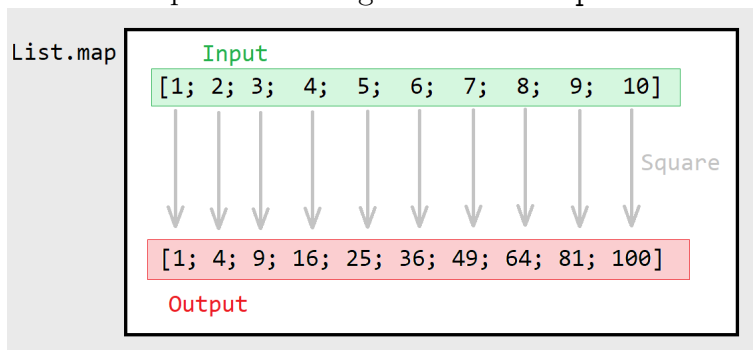 List.map
Input
[1; 2; 3; 4; 5; 6; 7; 8; 9; 10]
Square
[1; 4; 9; 16; 25; 36; 49; 64; 81; 100]
Output